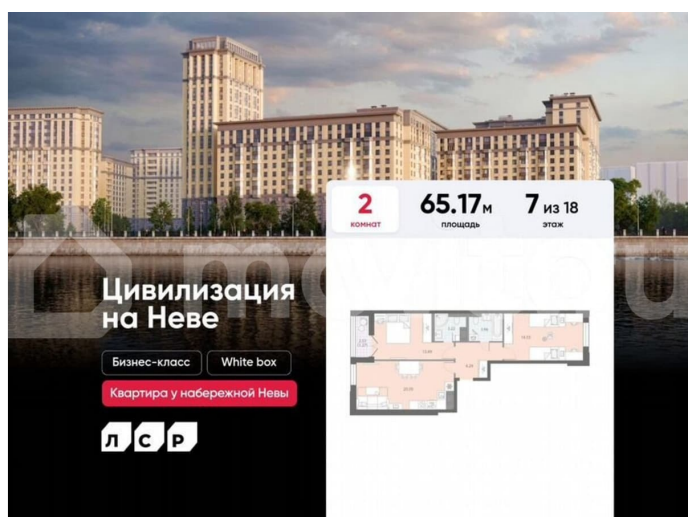 2
комнат
65.17м
площадь
7 из 18
этаж
Цивилизация
на Неве
Бизнес-класс
White box
Квартира у набережной Невы
ЛСР